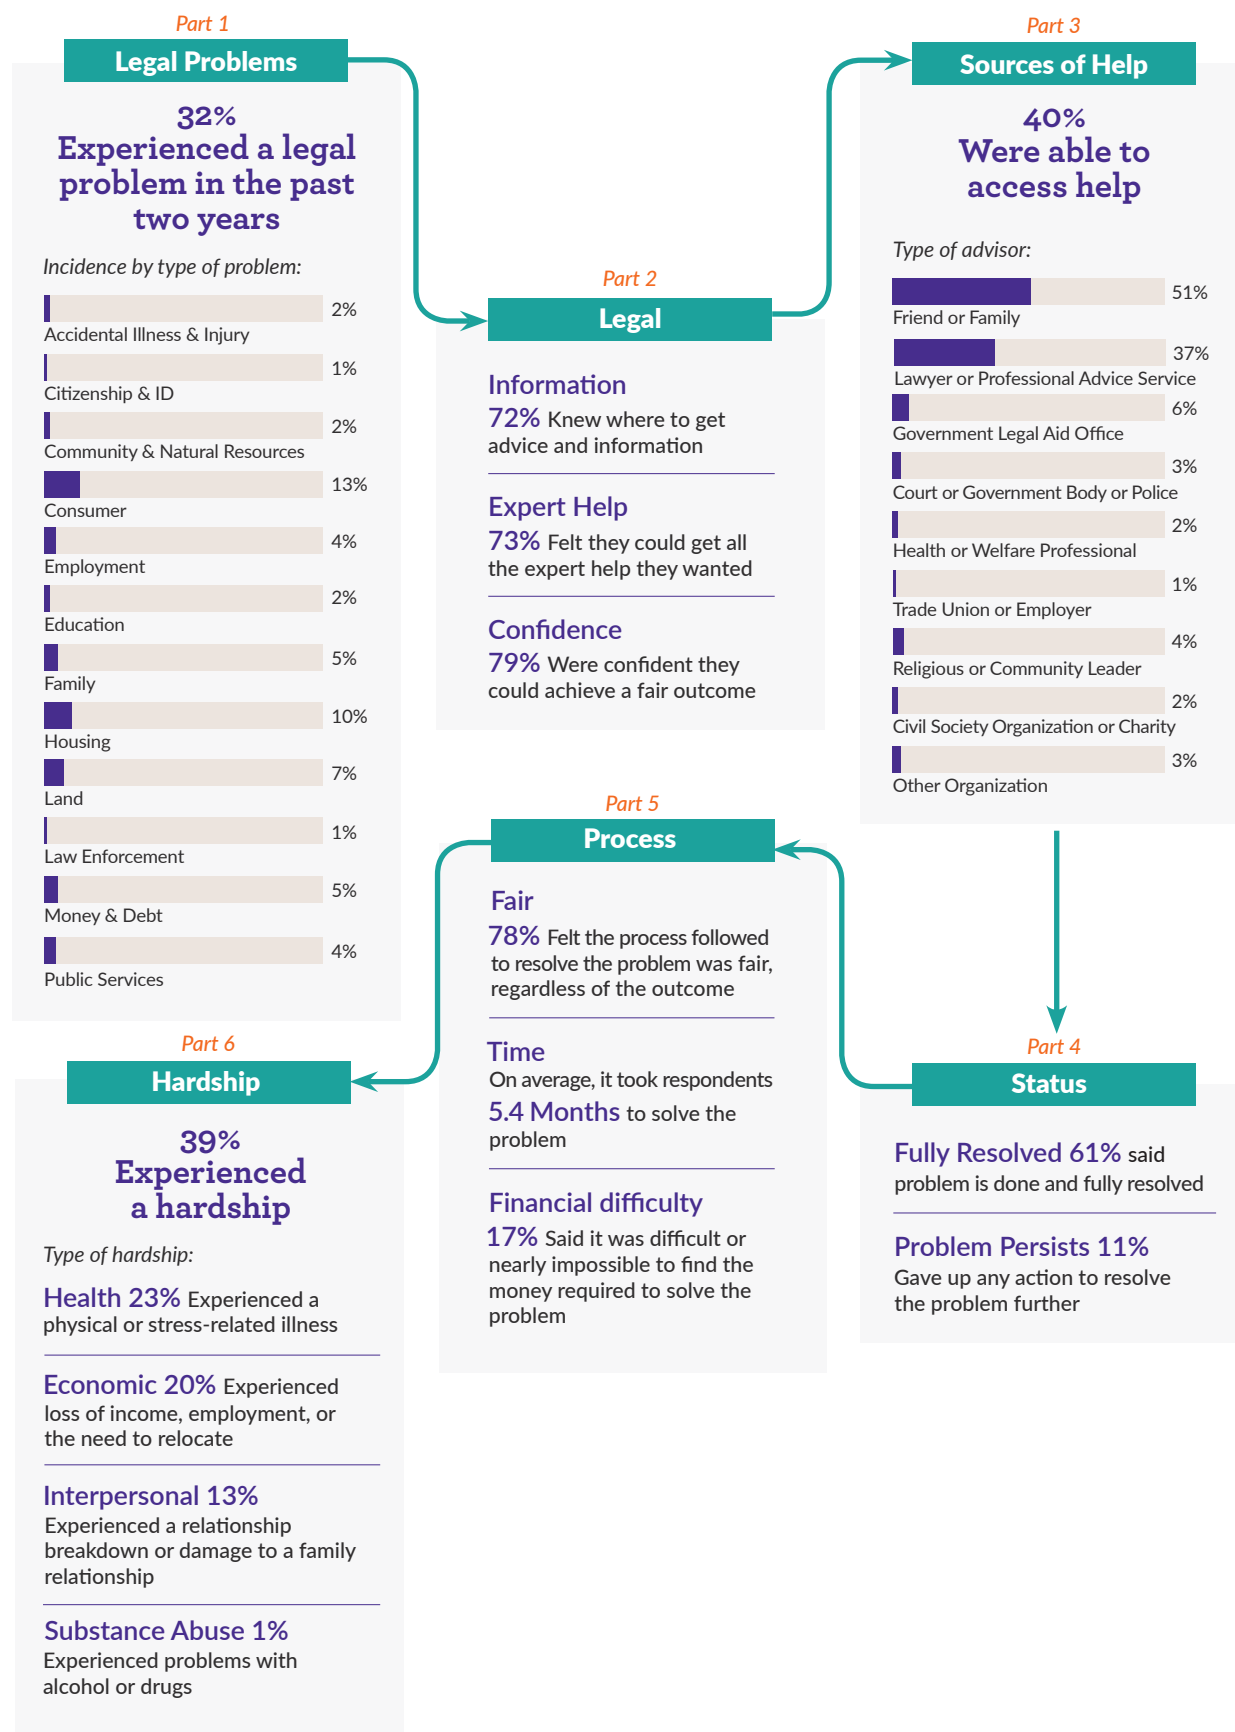 Part 1
Legal Problems
32%
Experienced a legal
problem in the past
two years
Incidence by type of problem:
2%
Accidental Illness & Injury
1%
Citizenship & ID
2%
Community & Natural Resources
13%
Consumer
4%
Employment
2%
Education
5%
Family
10%
Housing
7%
Land
1%
Law Enforcement
5%
Money & Debt
4%
Public Services
Part 2
Legal
Information
72% Knew where to get
advice and information
Expert Help
73% Felt they could get all
the expert help they wanted
Confidence
79% Were confident they
could achieve a fair outcome
Part 3
Sources of Help
40%
Were able to
access help
Type of advisor:
51%
Friend or Family
37%
Lawyer or Professional Advice Service
6%
Government Legal Aid Office
3%
Court or Government Body or Police
2%
Health or Welfare Professional
1%
Trade Union or Employer
4%
Religious or Community Leader
2%
Civil Society Organization or Charity
3%
Other Organization
Part 4
Status
Fully Resolved 61% said
problem is done and fully resolved
Problem Persists 11%
Gave up any action to resolve
the problem further
Part 5
Process
Fair
78% Felt the process followed
to resolve the problem was fair,
regardless of the outcome
Time
On average, it took respondents
5.4 Months to solve the
problem
Financial difficulty
17% Said it was difficult or
nearly impossible to find the
money required to solve the
problem
Part 6
Hardship
39%
Experienced
a hardship
Type of hardship:
Health 23% Experienced a
physical or stress-related illness
Economic 20% Experienced
loss of income, employment, or
the need to relocate
Interpersonal 13%
Experienced a relationship
breakdown or damage to a family
relationship
Substance Abuse 1%
Experienced problems with
alcohol or drugs